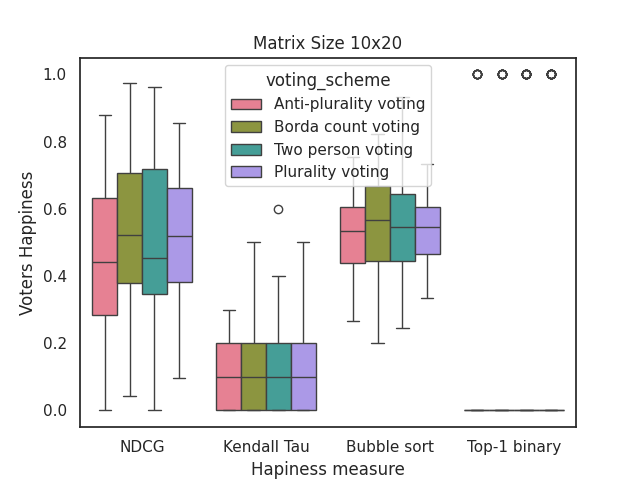 Matrix Size 10x20
voting_scheme
Anti-plurality voting
Borda count voting
Two person voting
Plurality voting
1.0
0.8
0.6
0.4
0.2
0.0
Voters Happiness
NDCG
Kendall Tau
Bubble sort
Top-1 binary
Hapiness measure